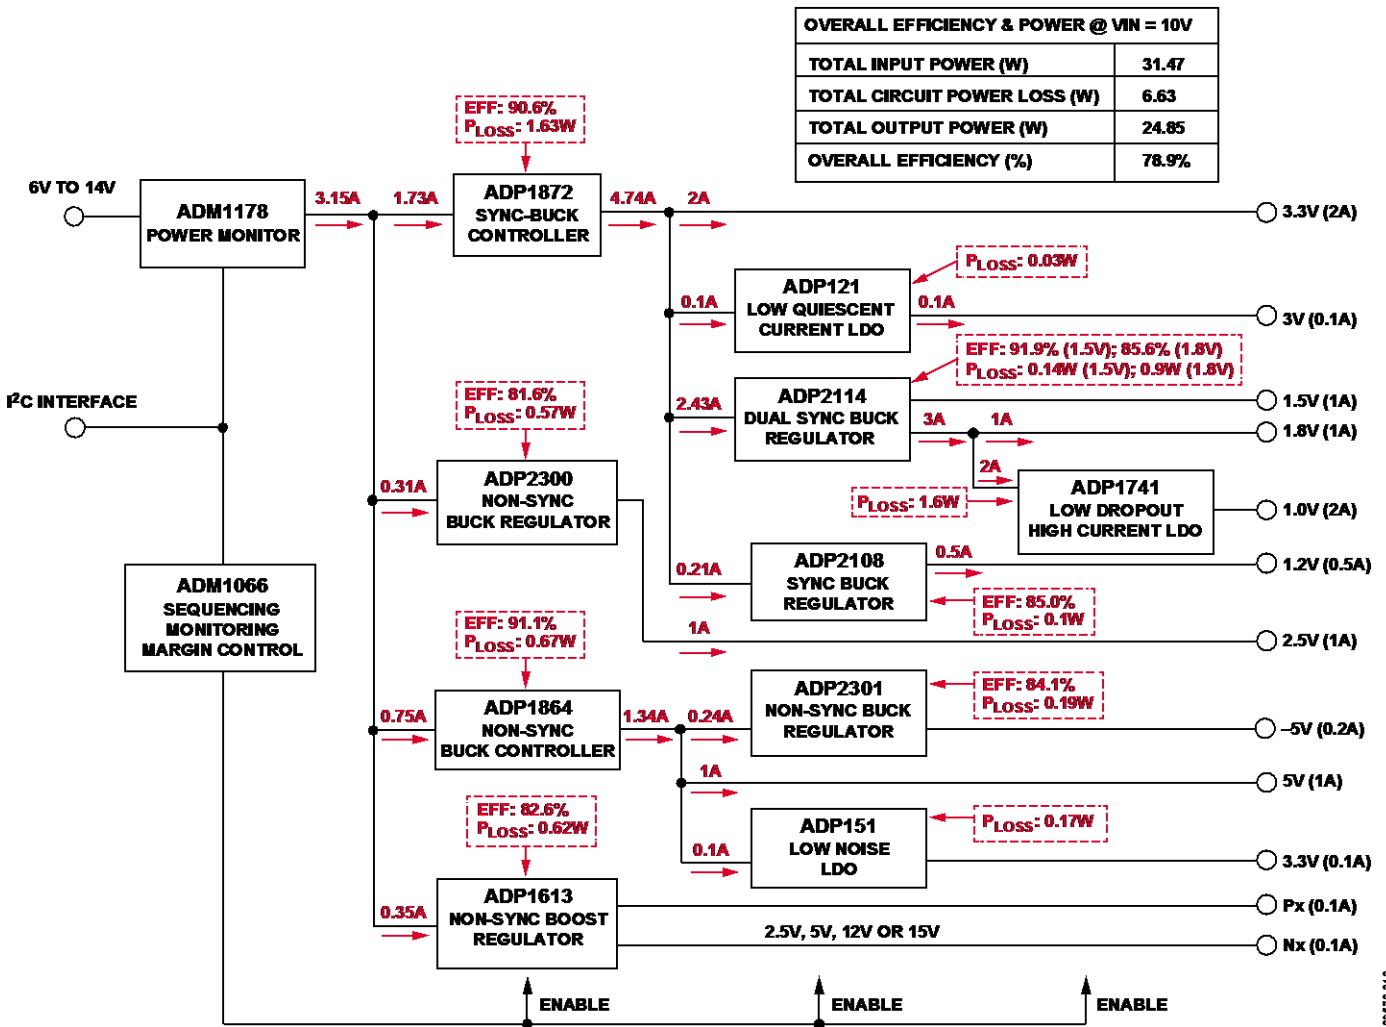 OVERALL EFFICIENCY & POWER @ VIN = 10V
TOTAL INPUT POWER (W) 31.47
TOTAL CIRCUIT POWER LOSS (W) 6.63
TOTAL OUTPUT POWER (W) 24.85
OVERALL EFFICIENCY (%) 78.9%
EFF: 90.6%
PLOSS: 1.63W
6V TO 14V
ADM1178
POWER MONITOR
3.15A
1.73A
ADP1872
SYNC-BUCK
CONTROLLER
4.74A
2A
3.3V (2A)
PLOSS: 0.03W
0.1A
ADP121
LOW QUIESCENT
CURRENT LDO
0.1A
3V (0.1A)
EFF: 91.9% (1.5V); 85.6% (1.8V)
PLOSS: 0.14W (1.5V); 0.9W (1.8V)
2.43A
ADP2114
DUAL SYNC BUCK
REGULATOR
1.5V (1A)
3A
1A
1.8V (1A)
I2C INTERFACE
EFF: 81.6%
PLOSS: 0.57W
0.31A
ADP2300
NON-SYNC
BUCK REGULATOR
2A
PLOSS: 1.6W
ADP1741
LOW DROPOUT
HIGH CURRENT LDO
1.0V (2A)
0.21A
ADP2108
SYNC BUCK
REGULATOR
0.5A
1.2V (0.5A)
EFF: 85.0%
PLOSS: 0.1W
ADM1066
SEQUENCING
MONITORING
MARGIN CONTROL
1A
2.5V (1A)
EFF: 91.1%
PLOSS: 0.67W
0.75A
ADP1864
NON-SYNC
BUCK CONTROLLER
1.34A
0.24A
ADP2301
NON-SYNC BUCK
REGULATOR
EFF: 84.1%
PLOSS: 0.19W
–5V (0.2A)
1A
5V (1A)
EFF: 82.6%
PLOSS: 0.62W
0.1A
ADP151
LOW NOISE
LDO
PLOSS: 0.17W
3.3V (0.1A)
0.35A
ADP1613
NON-SYNC BOOST
REGULATOR
Px (0.1A)
2.5V, 5V, 12V OR 15V
Nx (0.1A)
ENABLE
ENABLE
ENABLE